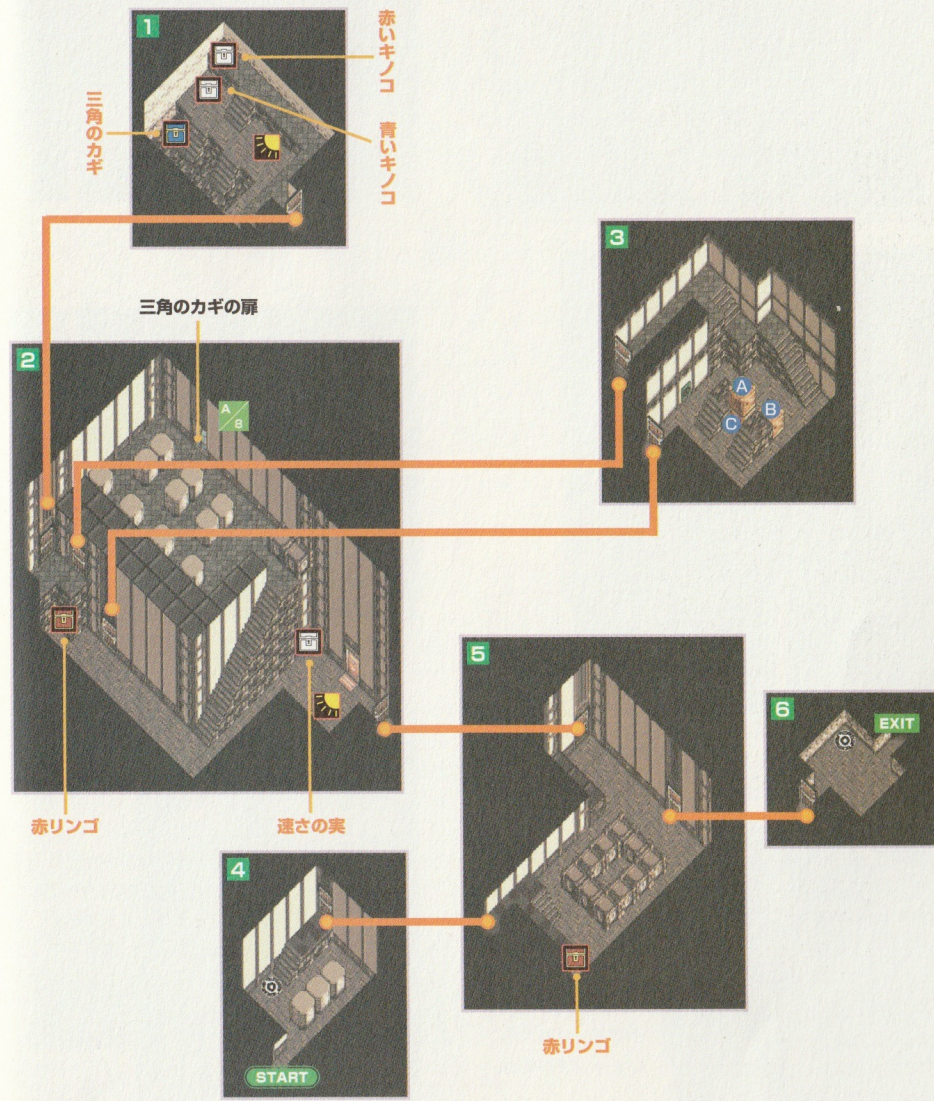 1
赤いキノコ
三角のカギ
青いキノコ
三角のカギの扉
2
A/B
3
A
B
C
赤リンゴ
速さの実
4
START
5
赤リンゴ
6
EXIT